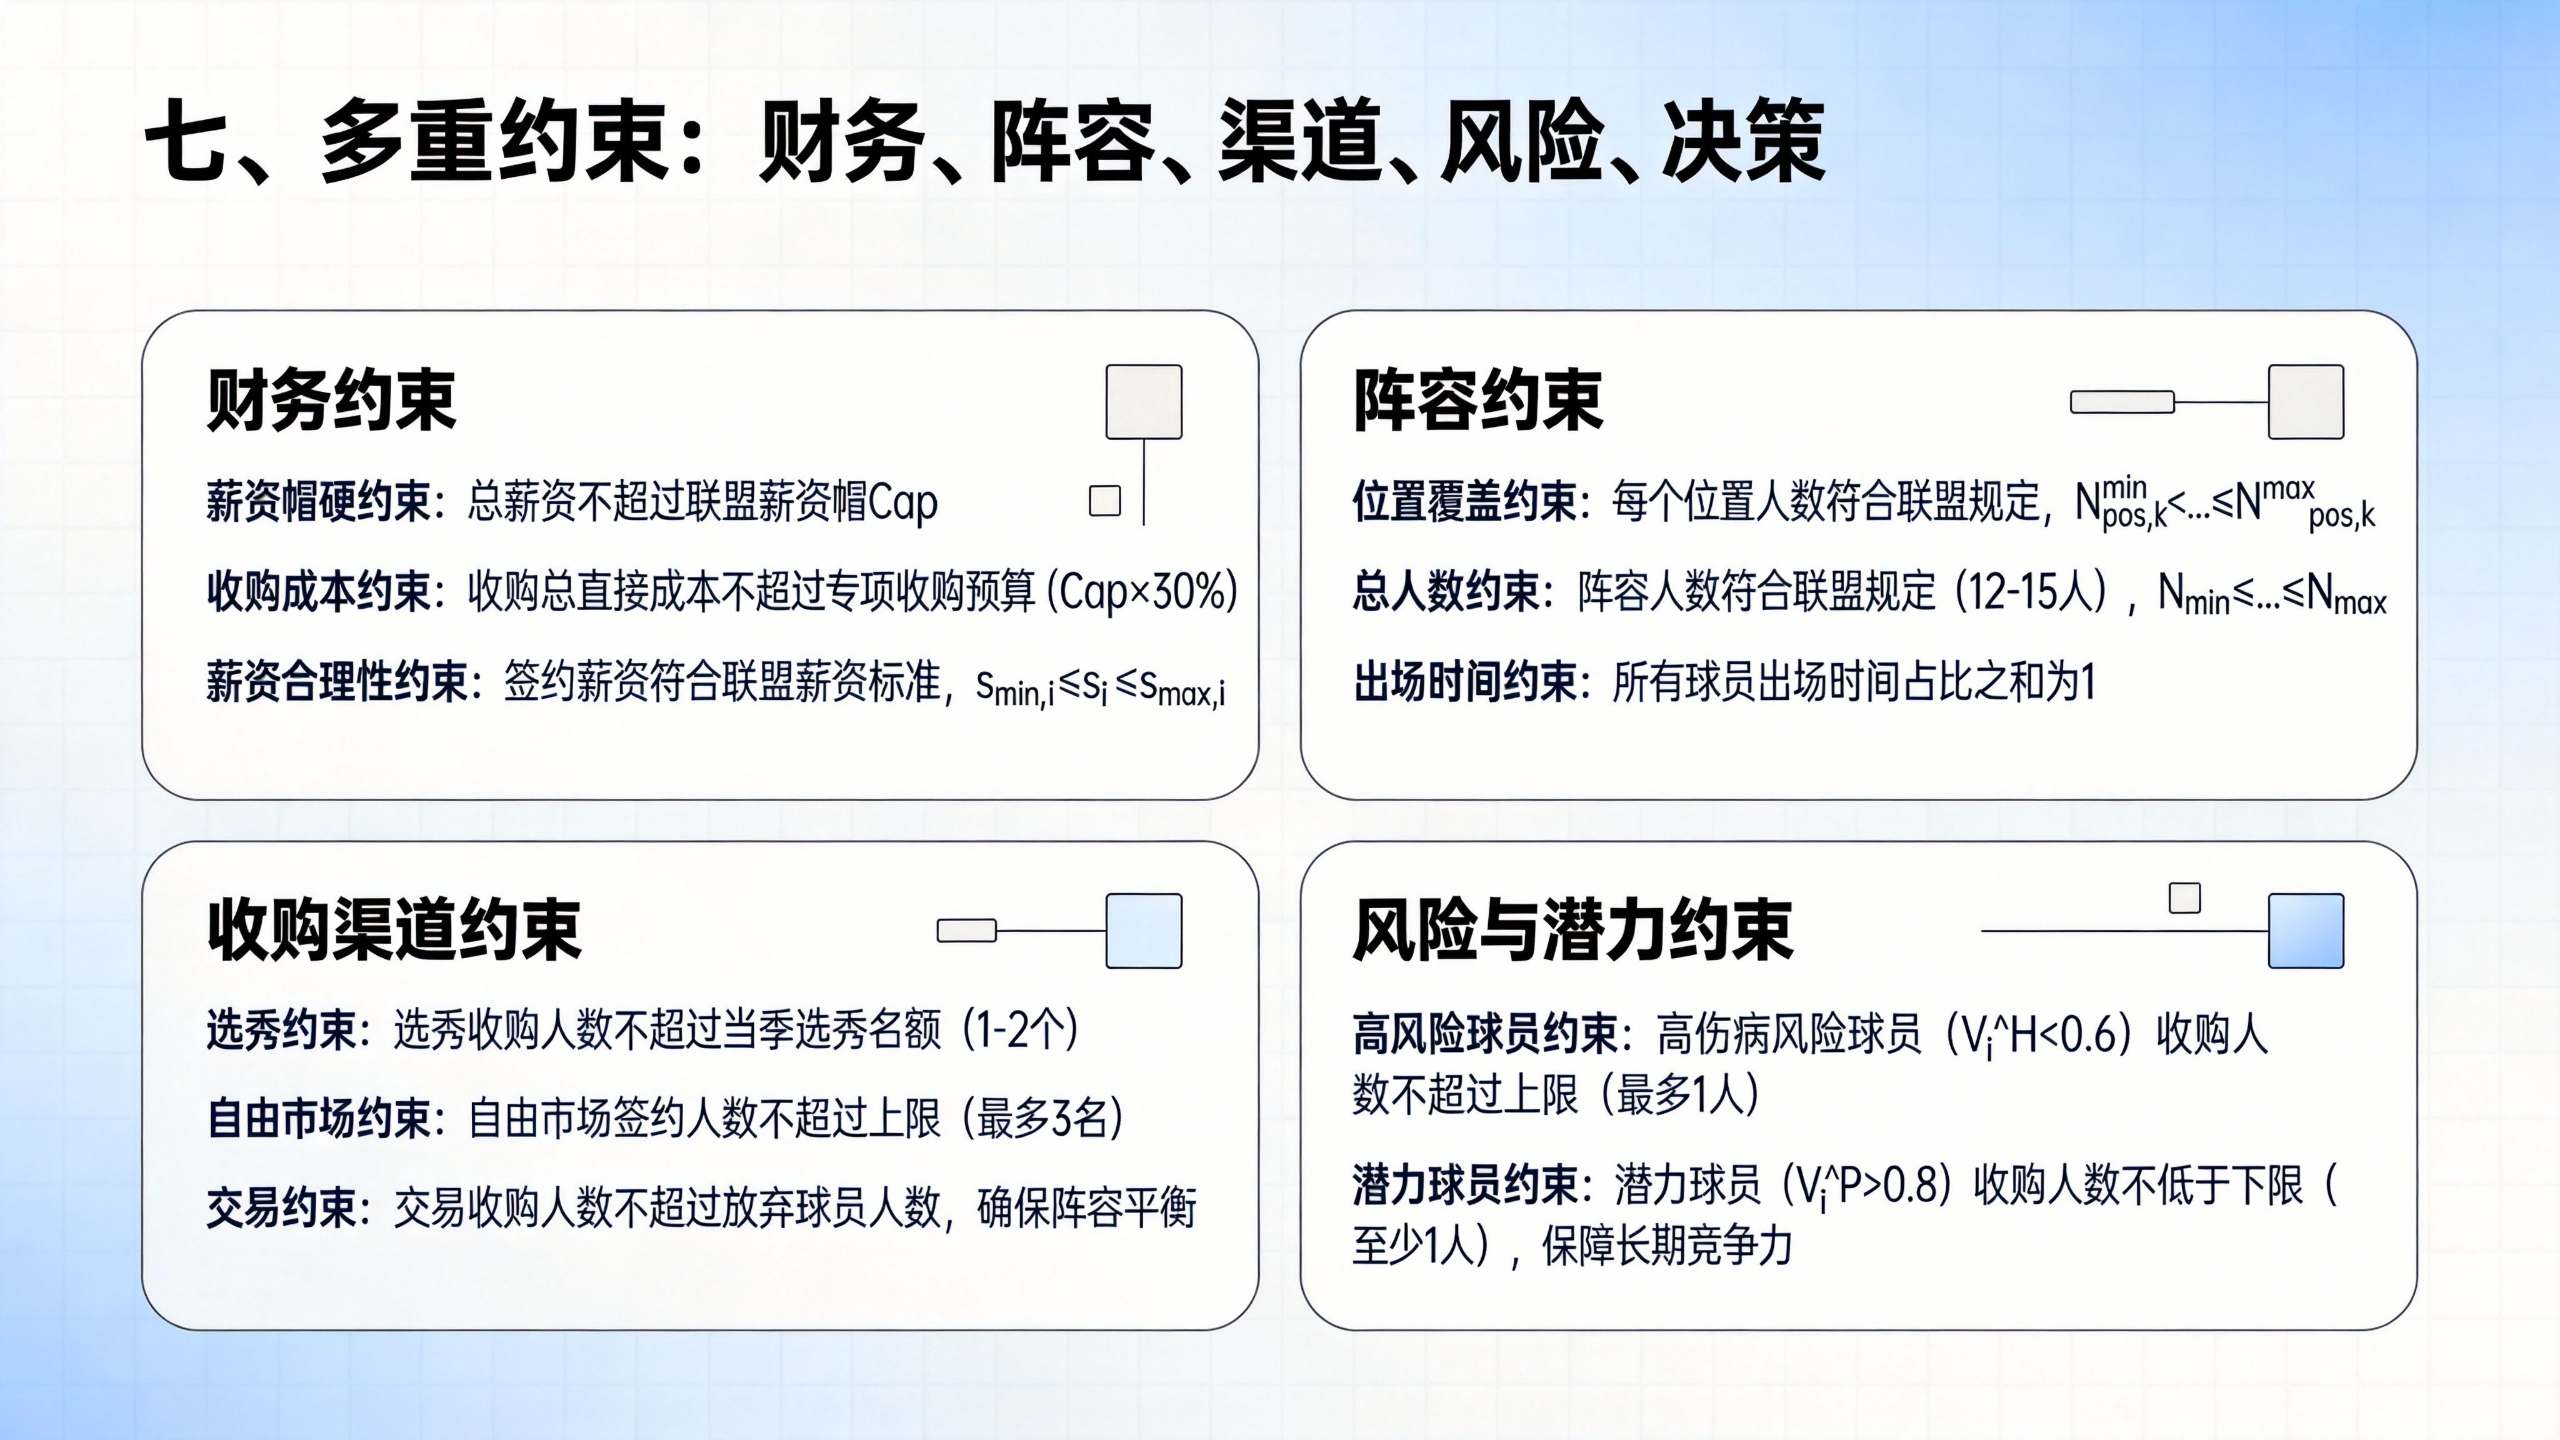 七、多重约束：财务、阵容、渠道、风险、决策
财务约束
薪资帽硬约束：总薪资不超过联盟薪资帽Cap
收购成本约束：收购总直接成本不超过专项收购预算 (Cap×30%)
薪资合理性约束：签约薪资符合联盟薪资标准，s_min,i≤s_i≤s_max,i
阵容约束
位置覆盖约束：每个位置人数符合联盟规定，N^min_pos,k<...≤N^max_pos,k
总人数约束：阵容人数符合联盟规定（12-15人），N_min≤...≤N_max
出场时间约束：所有球员出场时间占比之和为1
收购渠道约束
选秀约束：选秀收购人数不超过当季选秀名额（1-2个）
自由市场约束：自由市场签约人数不超过上限（最多3名）
交易约束：交易收购人数不超过放弃球员人数，确保阵容平衡
风险与潜力约束
高风险球员约束：高伤病风险球员（V_i^H<0.6）收购人
数不超过上限（最多1人）
潜力球员约束：潜力球员（V_i^P>0.8）收购人数不低于下限（
至少1人），保障长期竞争力